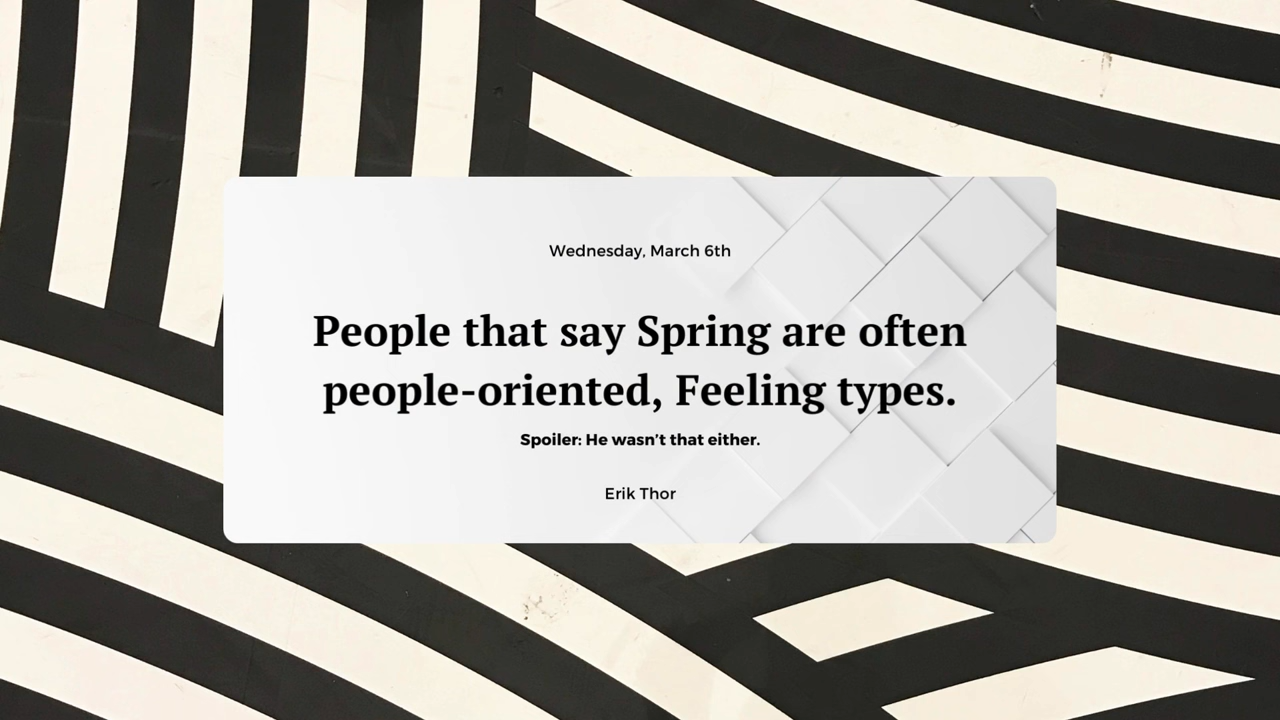 Wednesday, March 6th
People that say Spring are often
people-oriented, Feeling types.
Spoiler: He wasn’t that either.
Erik Thor